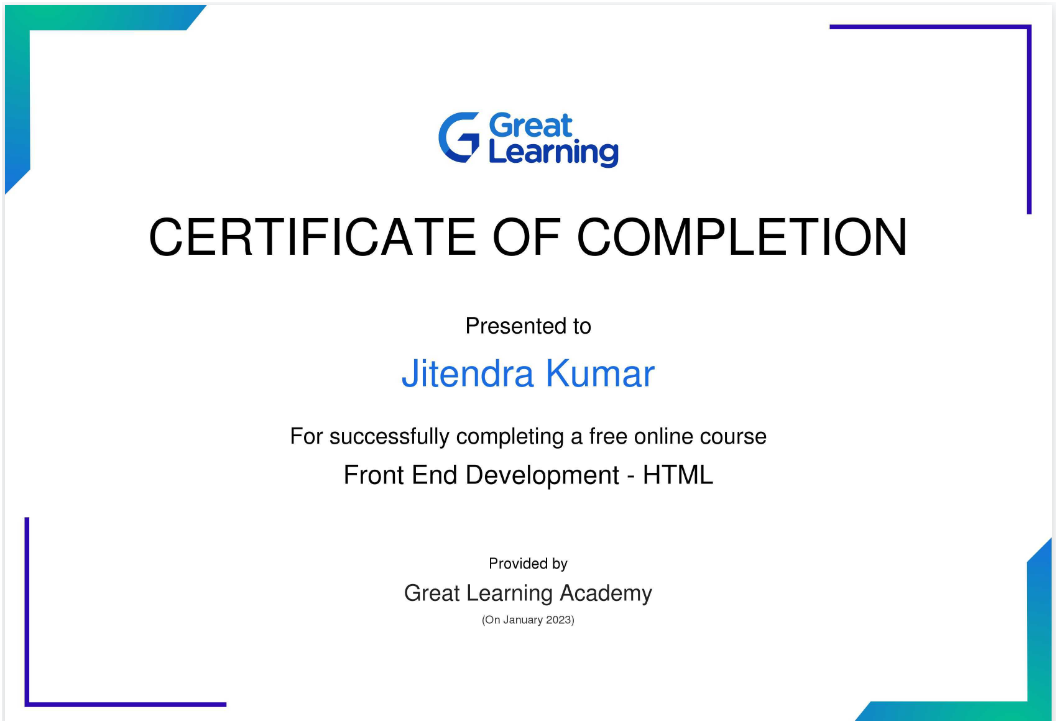 Great
Learning
CERTIFICATE OF COMPLETION
Presented to
Jitendra Kumar
For successfully completing a free online course
Front End Development - HTML
Provided by
Great Learning Academy
(On January 2023)